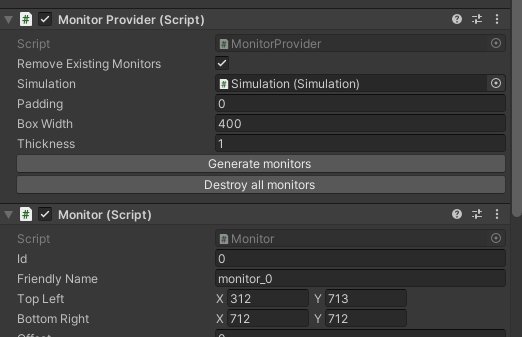 Monitor Provider (Script)
Script MonitorProvider
Remove Existing Monitors
Simulation Simulation (Simulation)
Padding 0
Box Width 400
Thickness 1
Generate monitors
Destroy all monitors
Monitor (Script)
Script Monitor
Id 0
Friendly Name monitor_0
Top Left X 312 Y 713
Bottom Right X 712 Y 712